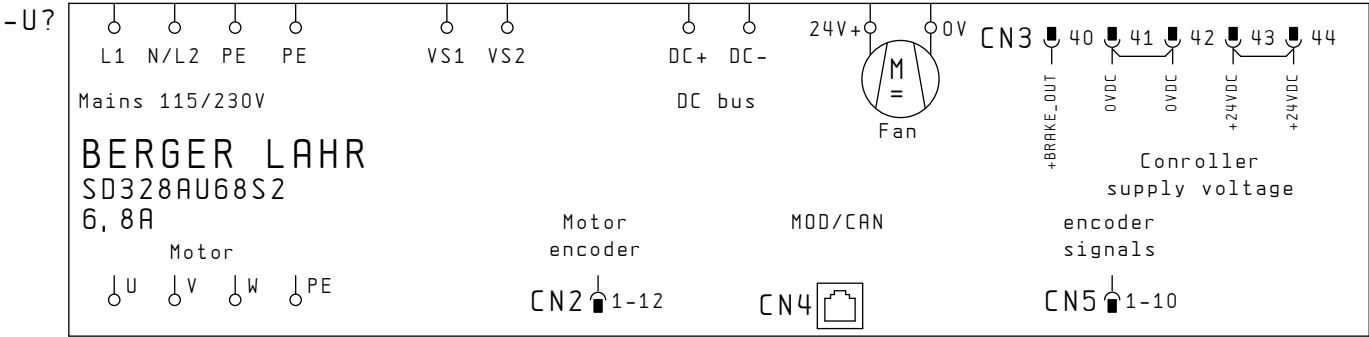 -U?
L1 N/L2 PE PE VS1 VS2 DC+ DC- 24V+ 0V CN3 40 41 42 43 44
M
=
Fan
Mains 115/230V DC bus
+BRAKE_OUT 0VDC 0VDC +24VDC +24VDC
BERGER LAHR
SD328AU68S2
6,8A
Conroller
supply voltage
Motor
U V W PE
Motor
encoder
CN2 1-12
MOD/CAN
CN4
encoder
signals
CN5 1-10